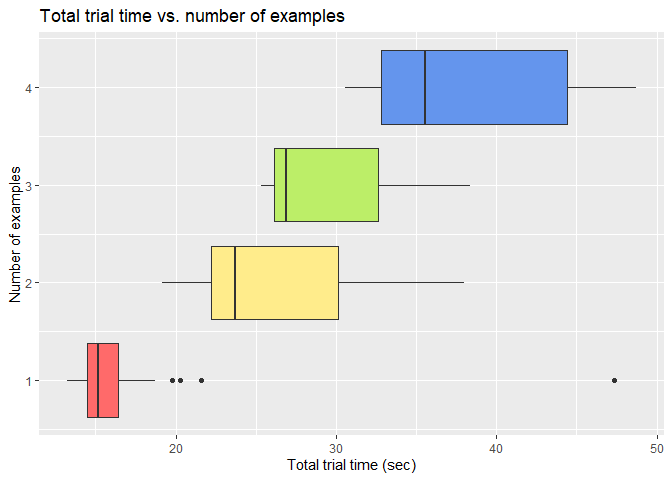 Total trial time vs. number of examples
Number of examples
4
3
2
1
20 30 40 50
Total trial time (sec)